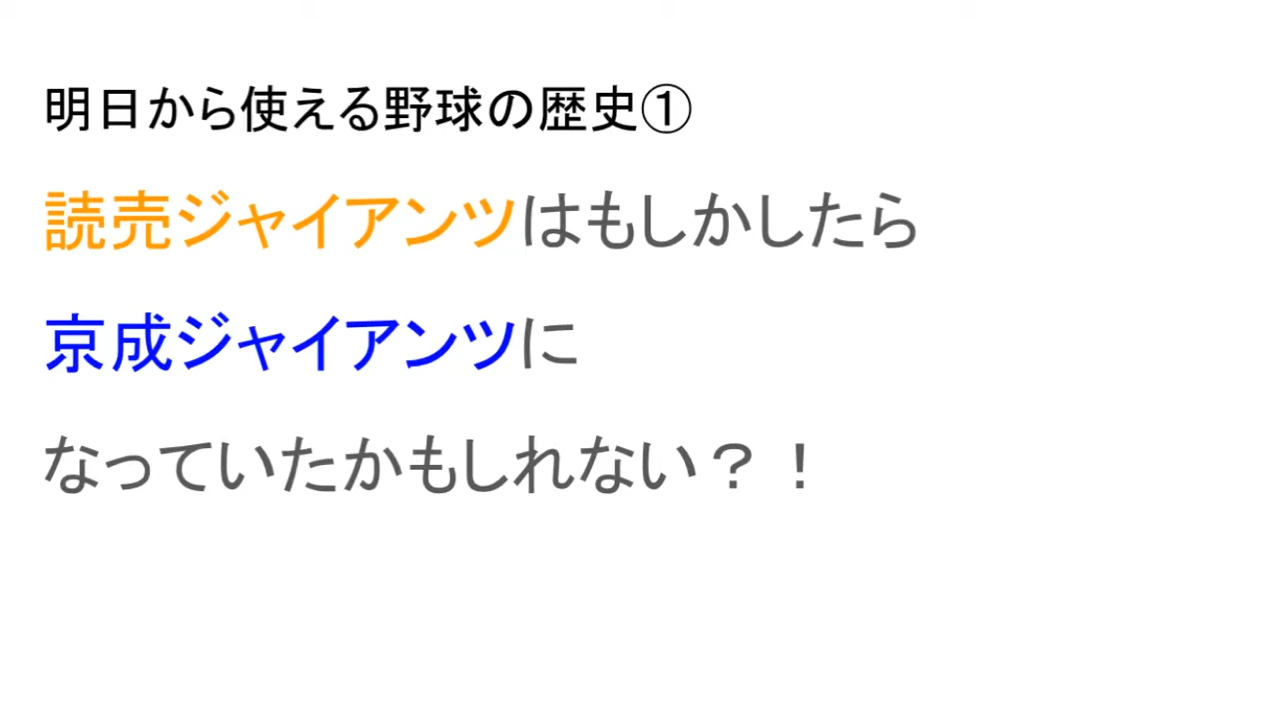 明日から使える野球の歴史①
読売ジャイアンツはもしかしたら
京成ジャイアンツに
なっていたかもしれない？！